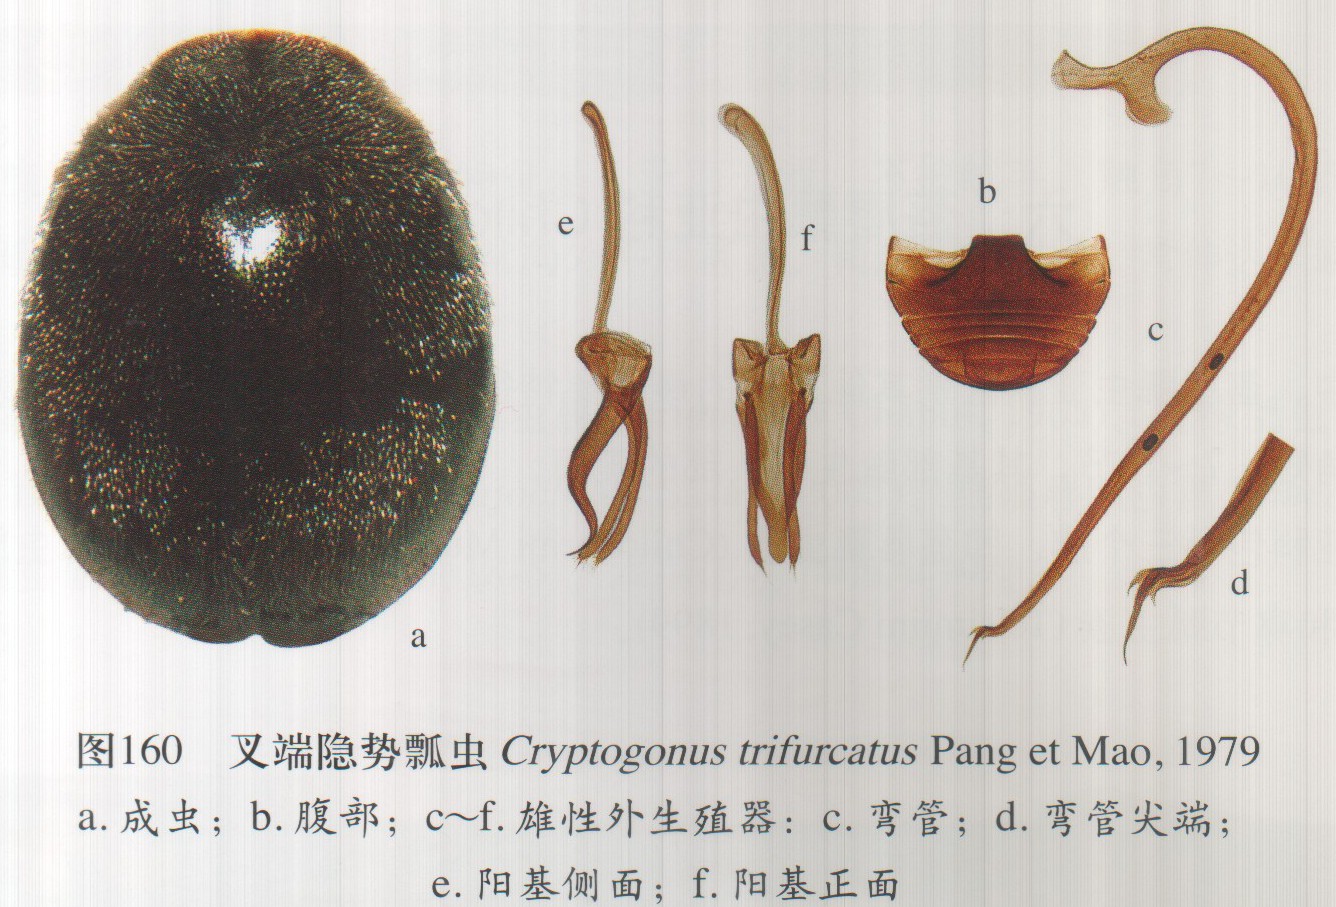 e
f
b
c
d
a
图160 叉端隐势瓢虫 Cryptogonus trifurcatus Pang et Mao, 1979
a. 成虫；b. 腹部；c～f. 雄性外生殖器：c. 弯管；d. 弯管尖端；
e. 阳基侧面；f. 阳基正面